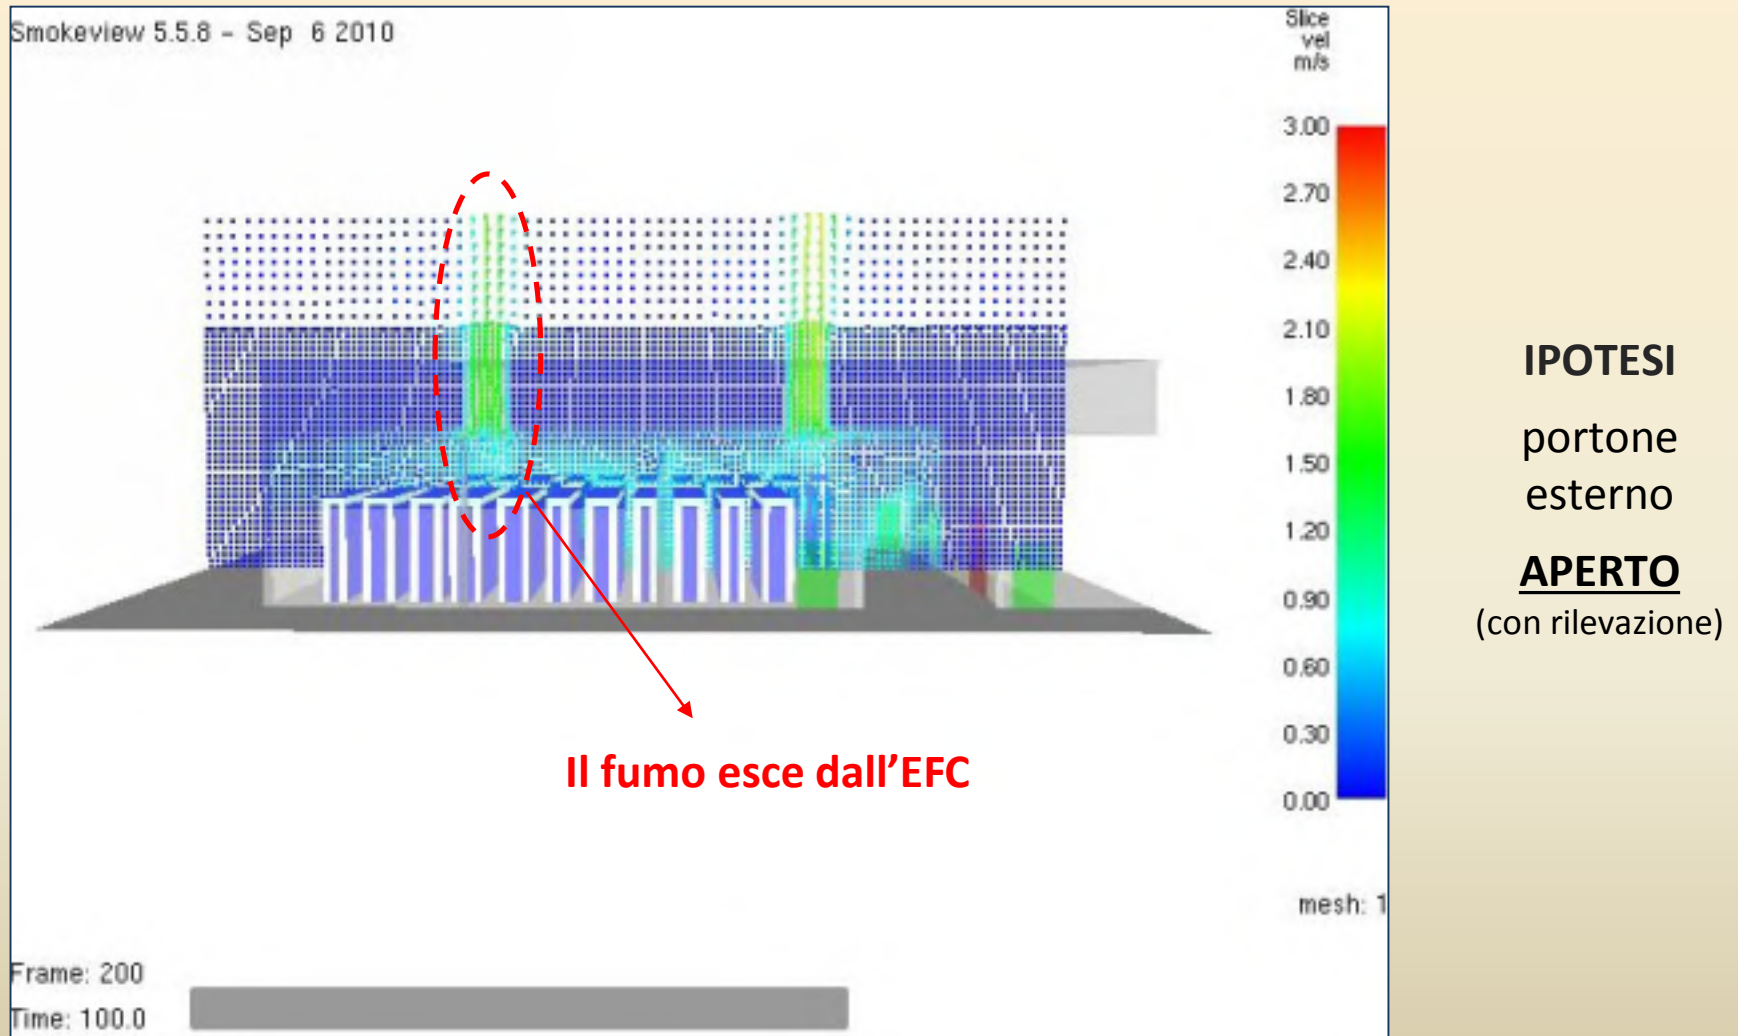 Smokeview 5.5.8 - Sep 6 2010
Slice
vel
m/s
3.00
2.70
2.40
2.10
1.80
1.50
1.20
0.90
0.60
0.30
0.00
mesh: 1
Il fumo esce dall’EFC
Frame: 200
Time: 100.0
IPOTESI
portone
esterno
APERTO
(con rilevazione)